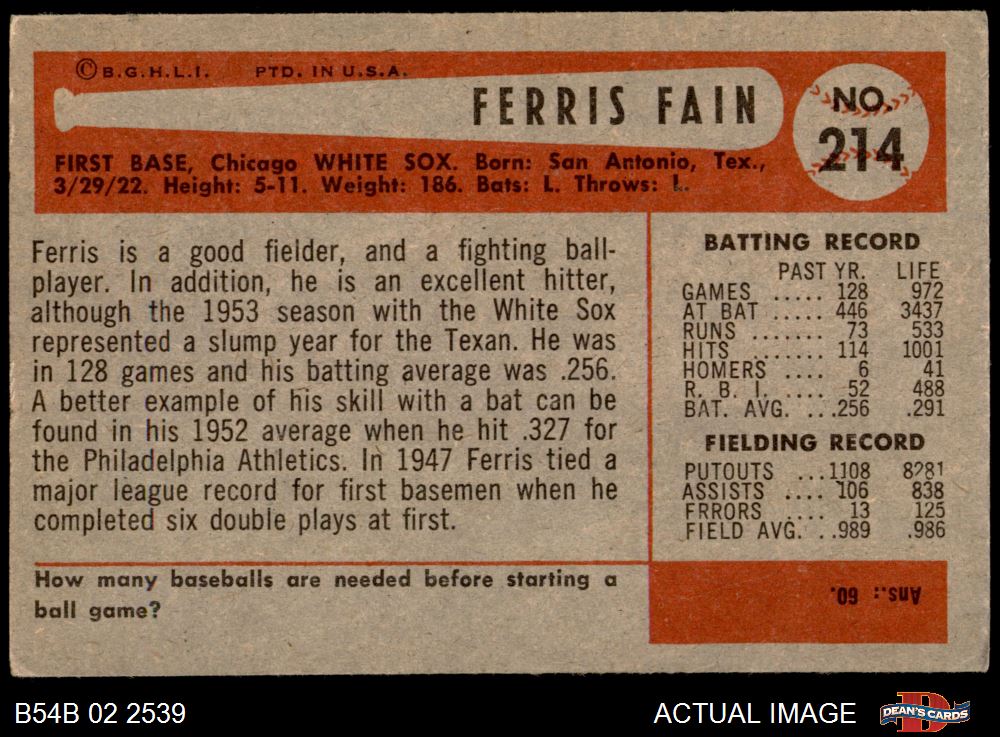 ©B.G.H.L.I. PTD. IN U.S.A.
FERRIS FAIN
NO.
214
FIRST BASE, Chicago WHITE SOX. Born: San Antonio, Tex.,
3/29/22. Height: 5-11. Weight: 186. Bats: L. Throws: L.
Ferris is a good fielder, and a fighting ball-
player. In addition, he is an excellent hitter,
although the 1953 season with the White Sox
represented a slump year for the Texan. He was
in 128 games and his batting average was .256.
A better example of his skill with a bat can be
found in his 1952 average when he hit .327 for
the Philadelphia Athletics. In 1947 Ferris tied a
major league record for first basemen when he
completed six double plays at first.
BATTING RECORD
PAST YR. LIFE
GAMES ..... 128 972
AT BAT ..... 446 3437
RUNS ....... 73 533
HITS ....... 114 1001
HOMERS .... 6 41
R. B. I. .... 52 488
BAT. AVG. ...256 .291
FIELDING RECORD
PUTOUTS ...1108 8281
ASSISTS .... 106 838
FRRORS .... 13 125
FIELD AVG. ..989 .986
How many baseballs are needed before starting a
ball game?
Ans.: 60.
B54B 02 2539
ACTUAL IMAGE
DEAN'S CARDS